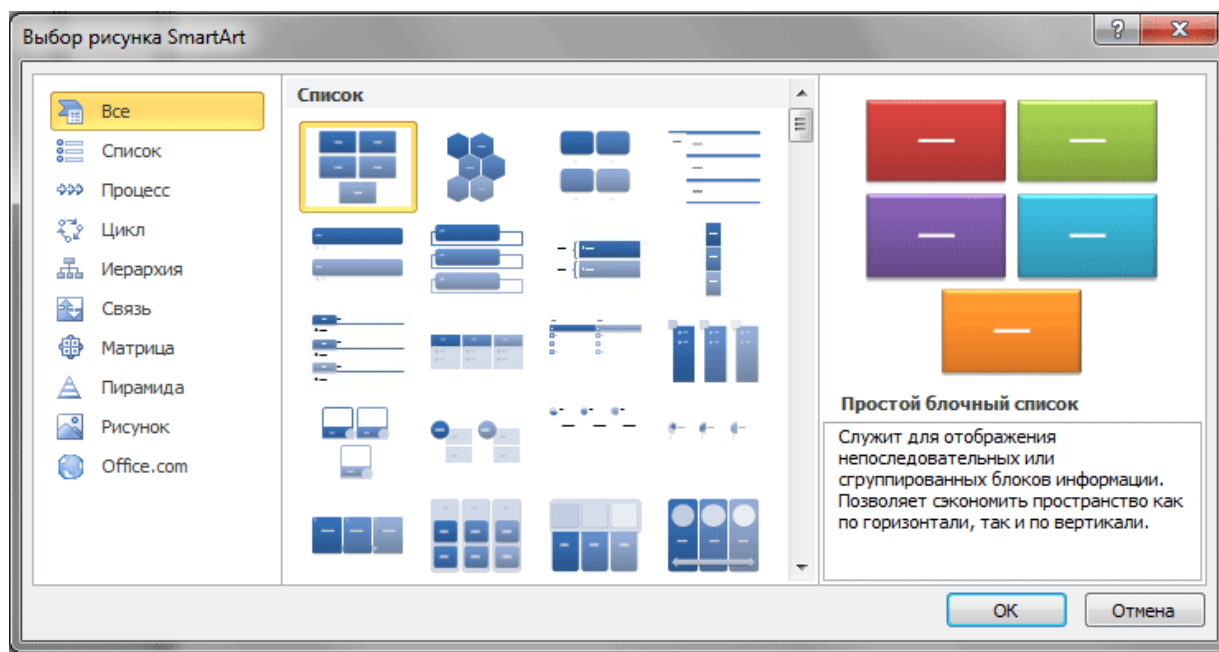 Выбор рисунка SmartArt
Все
Список
Процесс
Цикл
Иерархия
Связь
Матрица
Пирамида
Рисунок
Office.com
Список
Простой блочный список
Служит для отображения
непоследовательных или
сгруппированных блоков информации.
Позволяет сэкономить пространство как
по горизонтали, так и по вертикали.
ОК
Отмена